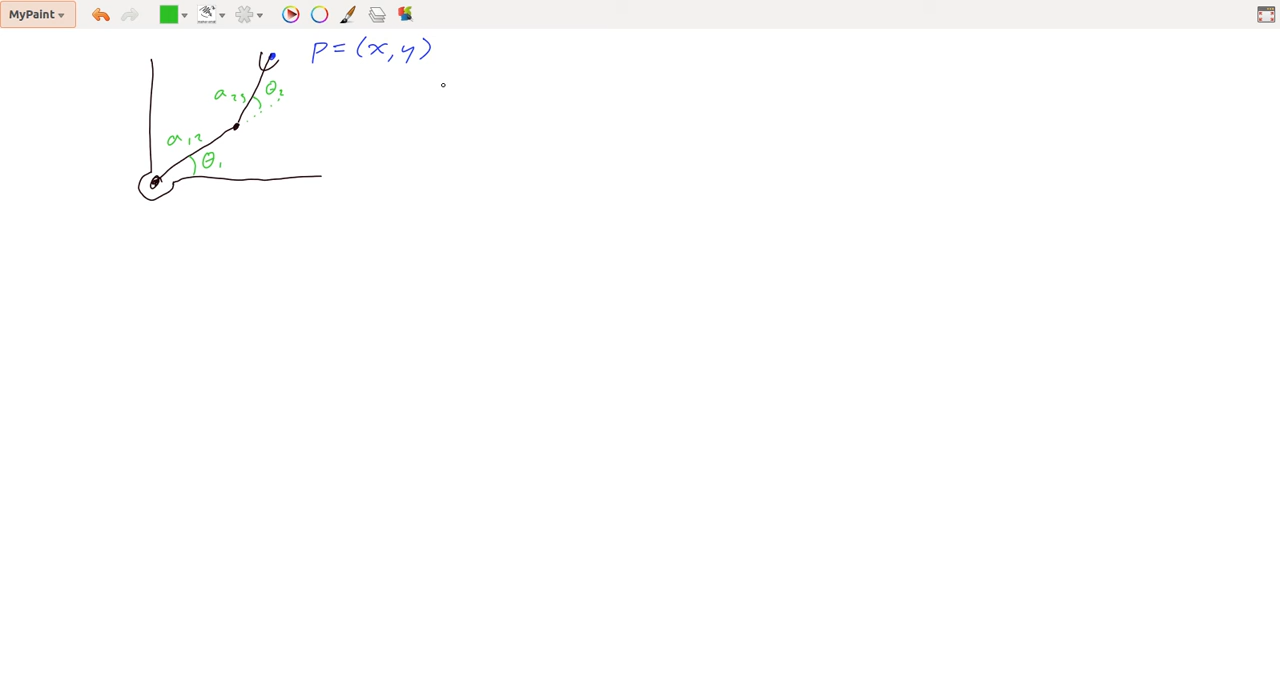 MyPaint
P = (x, y)
a₂₃ θ₂
a₁₂
θ₁